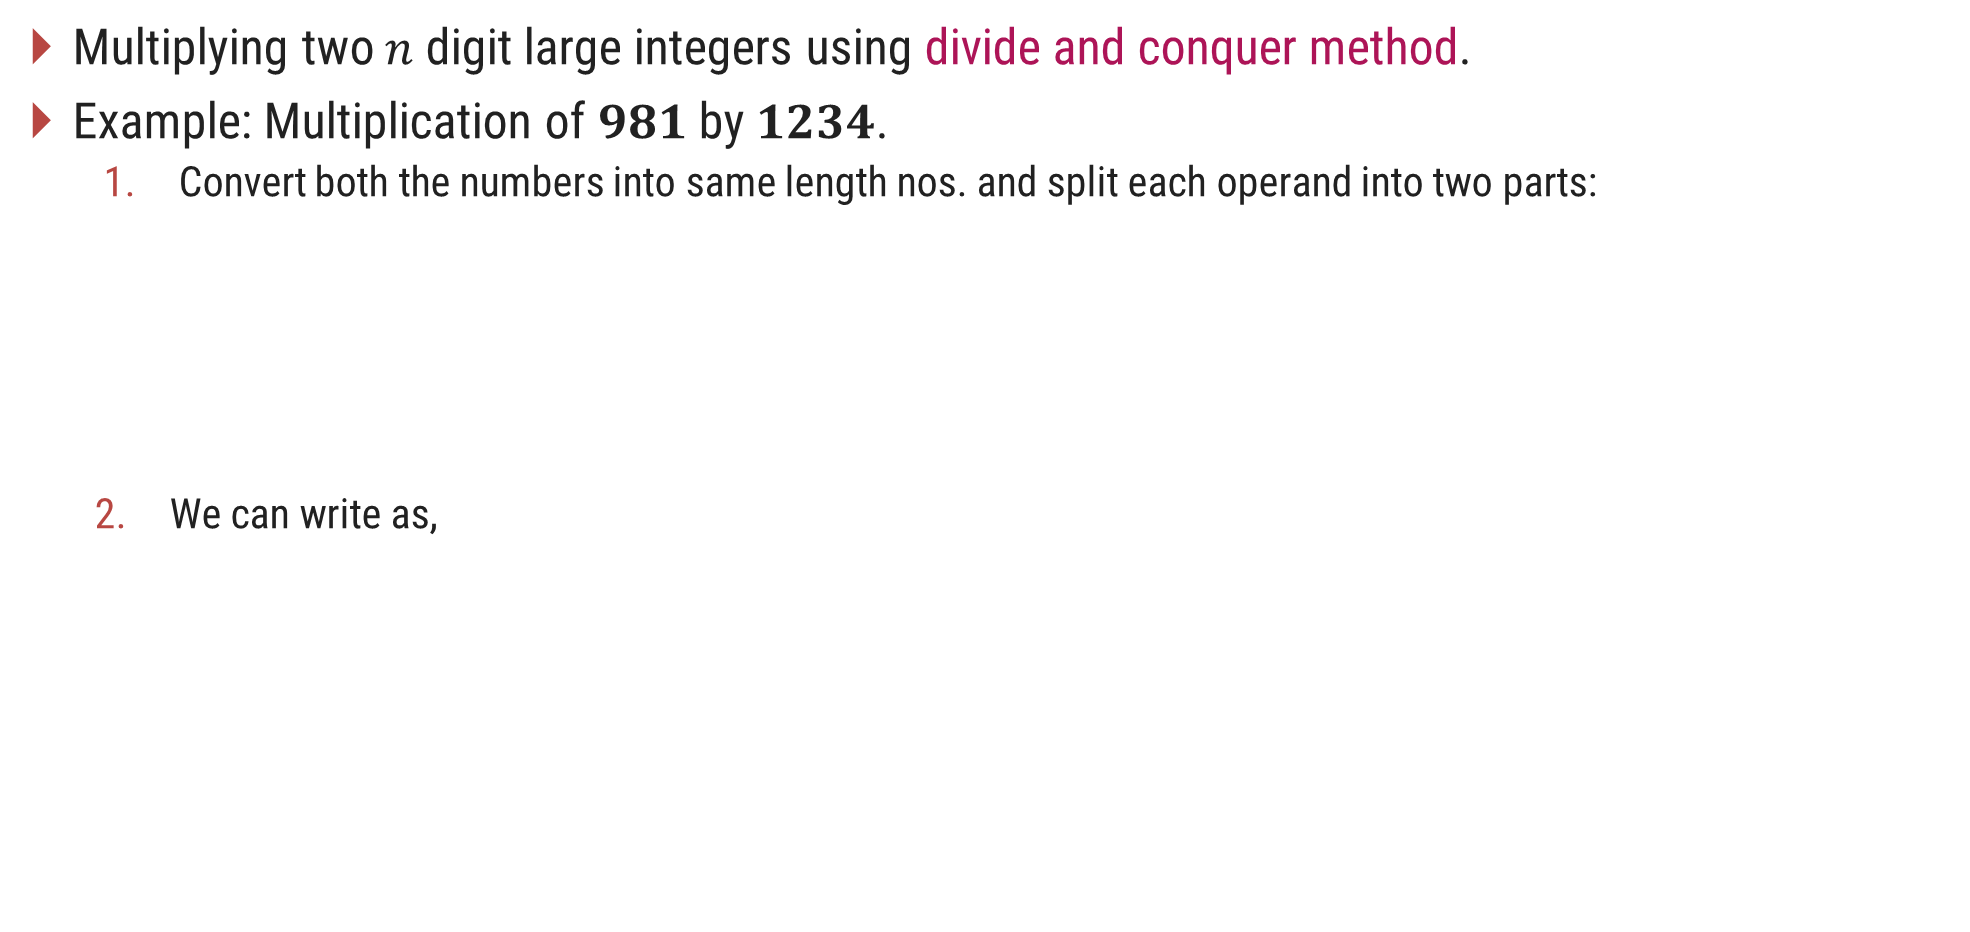 Multiplying two n digit large integers using divide and conquer method.
Example: Multiplication of 981 by 1234.
1. Convert both the numbers into same length nos. and split each operand into two parts:
2. We can write as,